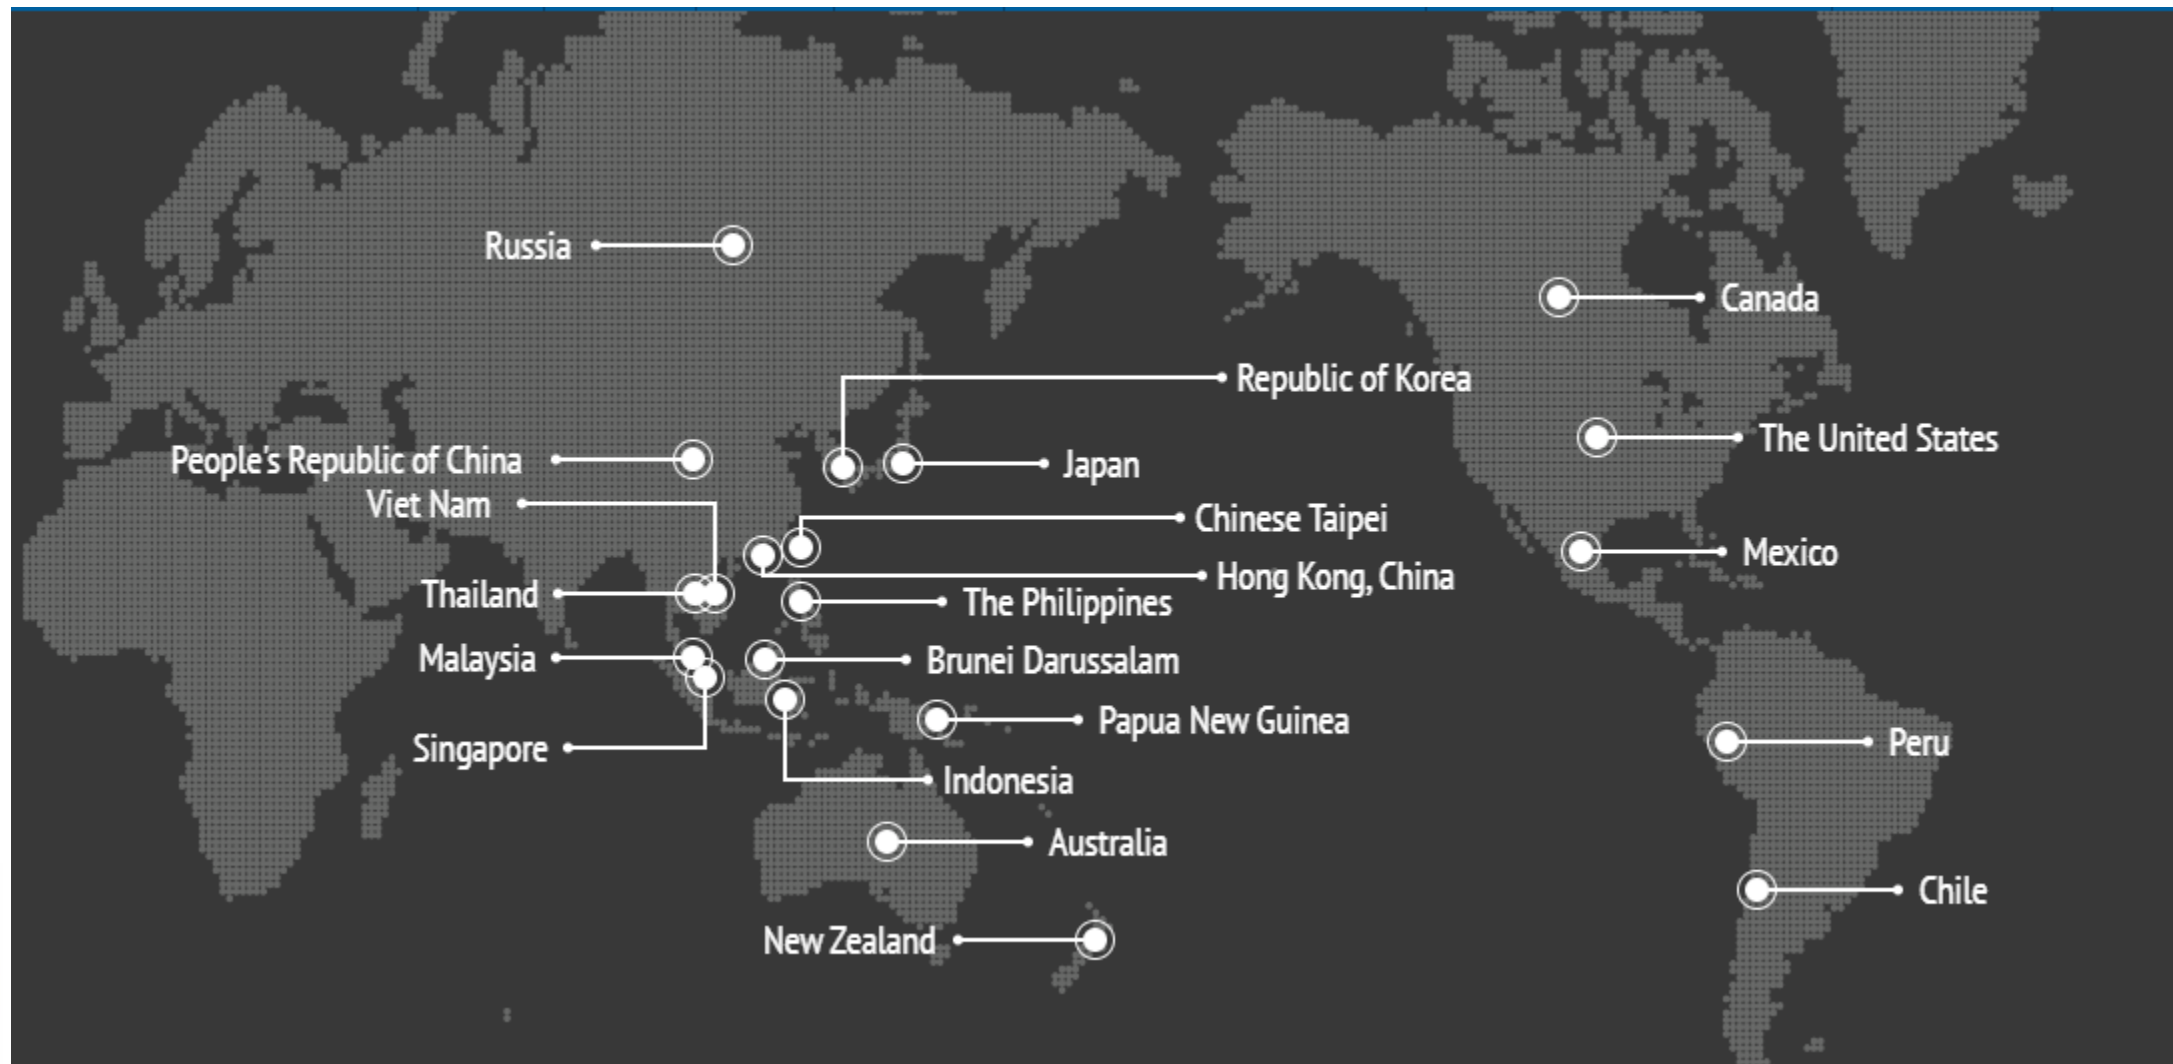 Russia
Canada
Republic of Korea
The United States
People's Republic of China
Japan
Viet Nam
Chinese Taipei
Mexico
Hong Kong, China
Thailand
The Philippines
Malaysia
Brunei Darussalam
Papua New Guinea
Peru
Singapore
Indonesia
Australia
Chile
New Zealand